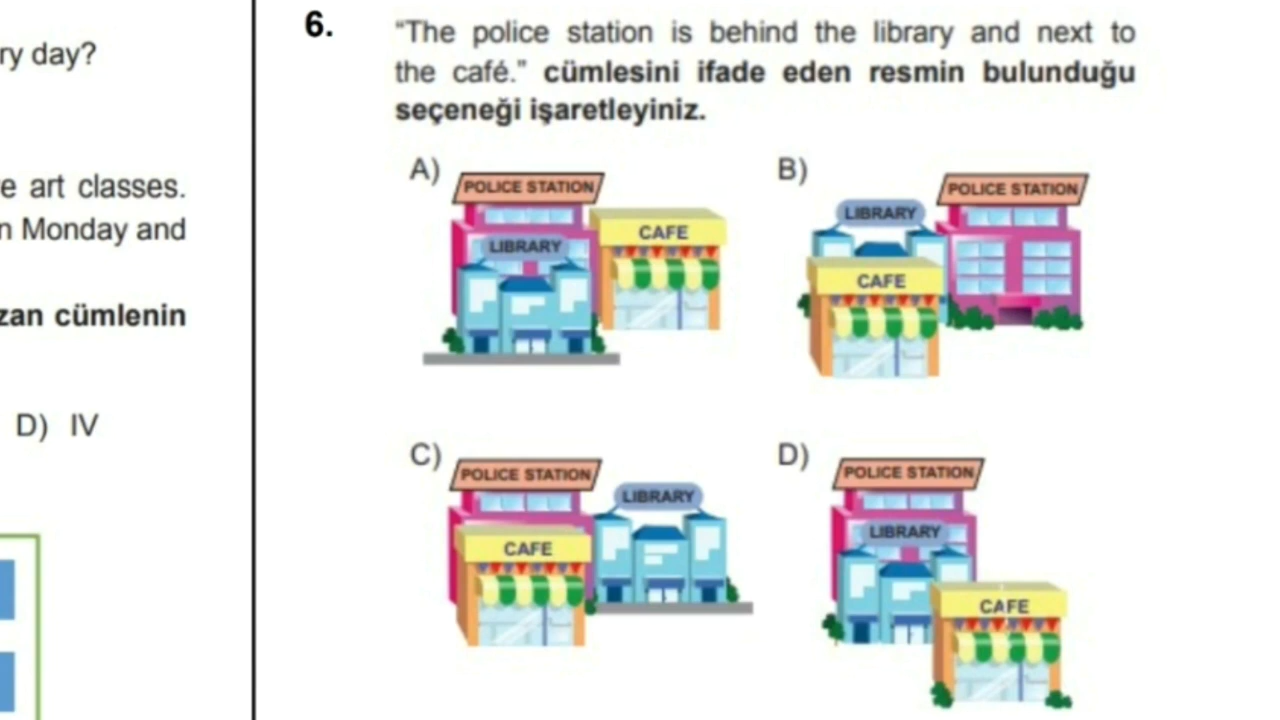 ry day?
e art classes.
n Monday and
zan cümlenin
D) IV
6.
“The police station is behind the library and next to
the café.” cümlesini ifade eden resmin bulunduğu
seçeneği işaretleyiniz.
A)
POLICE STATION
LIBRARY
CAFE
B)
LIBRARY
POLICE STATION
CAFE
C)
POLICE STATION
LIBRARY
CAFE
D)
POLICE STATION
LIBRARY
CAFE